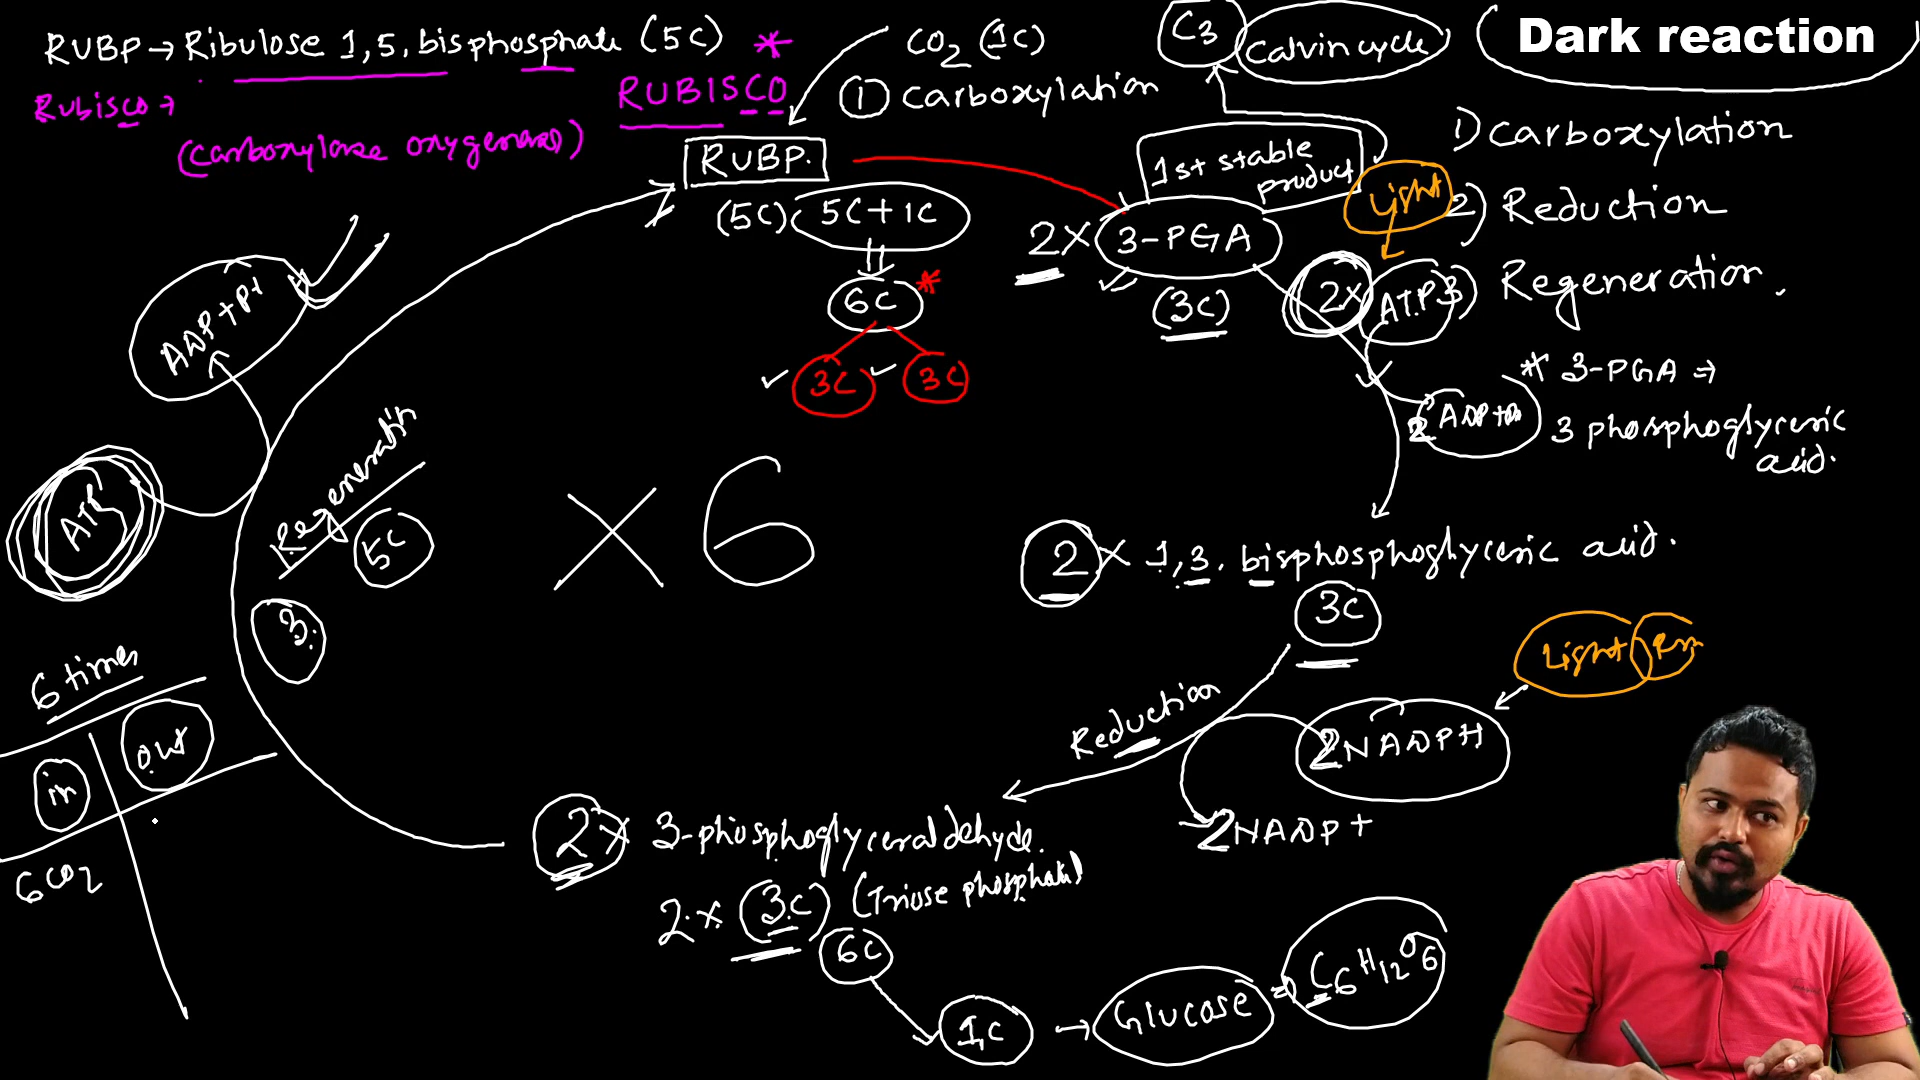 Dark reaction
RUBP → Ribulose 1,5, bisphosphate (5C) *
Rubisco →
(carboxylase oxygenase)
RUBISCO
CO2 (1C)
① Carboxylation
C3
Calvin cycle
1) Carboxylation
2) Reduction
3) Regeneration.
RUBP.
(5C) 5C+1C
6C *
3C 3C
1st stable product
2 x 3-PGA
(3C)
Light
2x ATP
2 ADP+
* 3-PGA ⇒
3 phosphoglyceric
acid.
ADP+Pi
ATP
Regeneration
5C
3.
x 6
2 x 1,3. bisphosphoglyceric acid.
3C
Light
Reduction
2NADPH
2NADP+
2x 3-phosphoglyceraldehyde.
2 x (3C) (Triose phosphate)
6C
1C → Glucose ⇒ C6H12O6
6 times
in out
6CO2